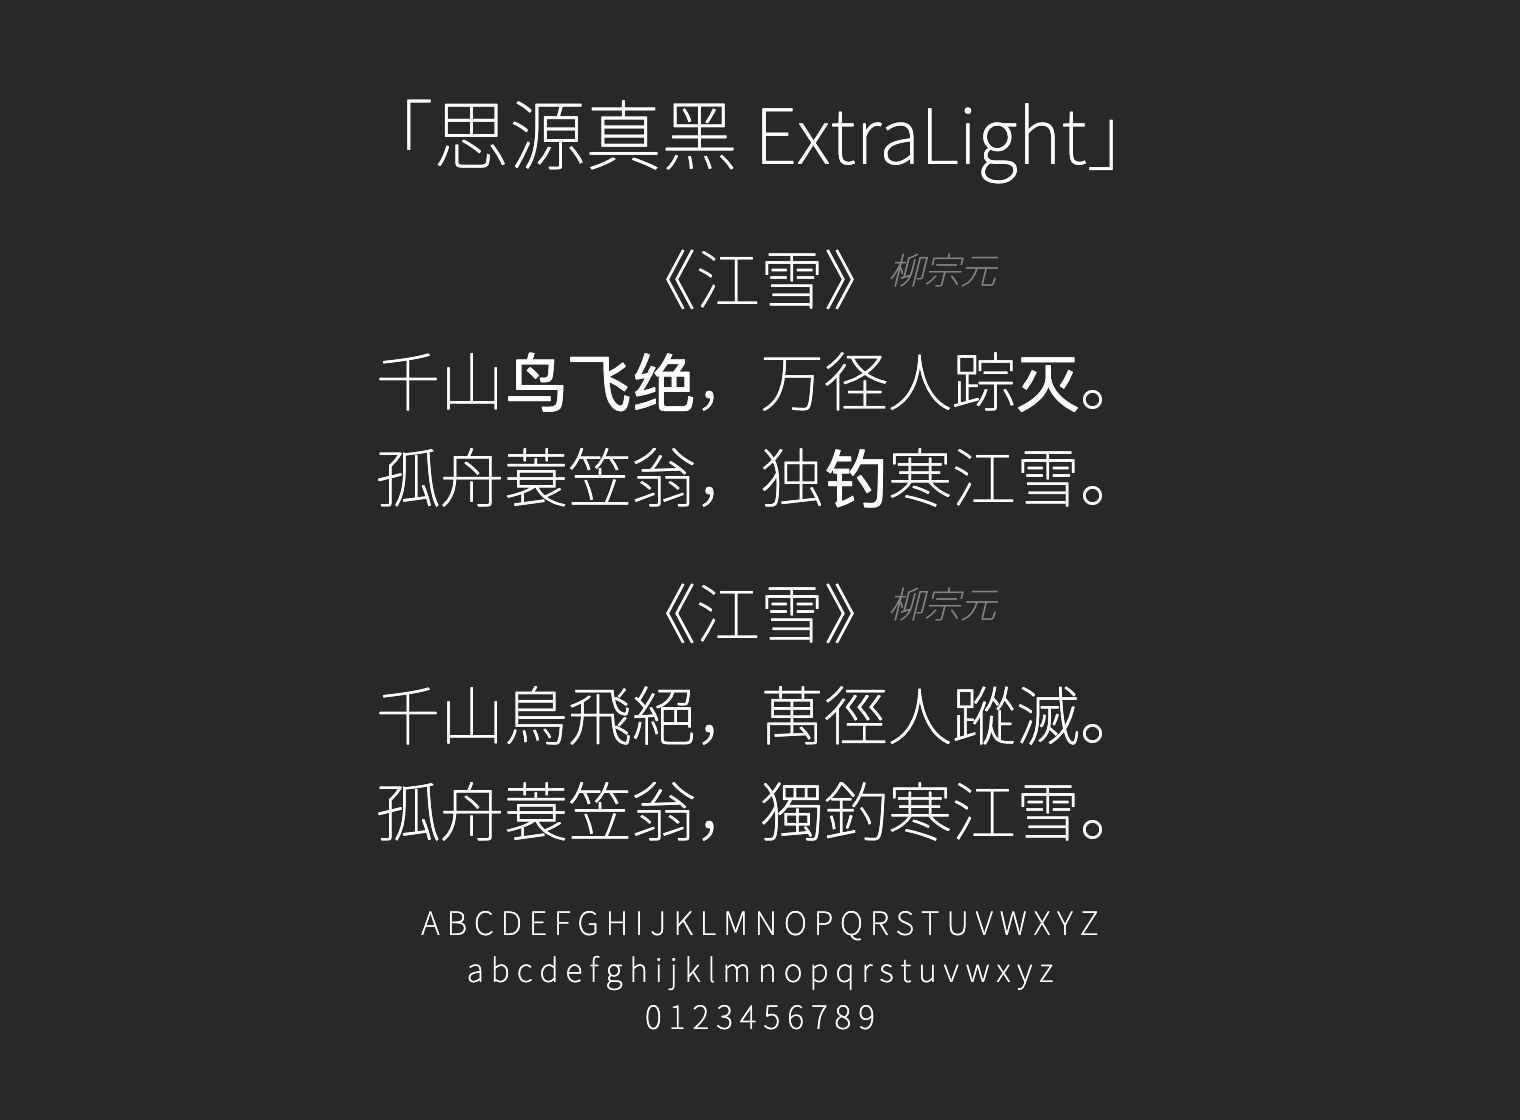 「思源真黑 ExtraLight」
《江雪》柳宗元
千山鸟飞绝，万径人踪灭。
孤舟蓑笠翁，独钓寒江雪。
《江雪》柳宗元
千山鳥飛絕，萬徑人蹤滅。
孤舟蓑笠翁，獨釣寒江雪。
ABCDEFGHIJKLMNOPQRSTUVWXYZ
abcdefghijklmnopqrstuvwxyz
0123456789